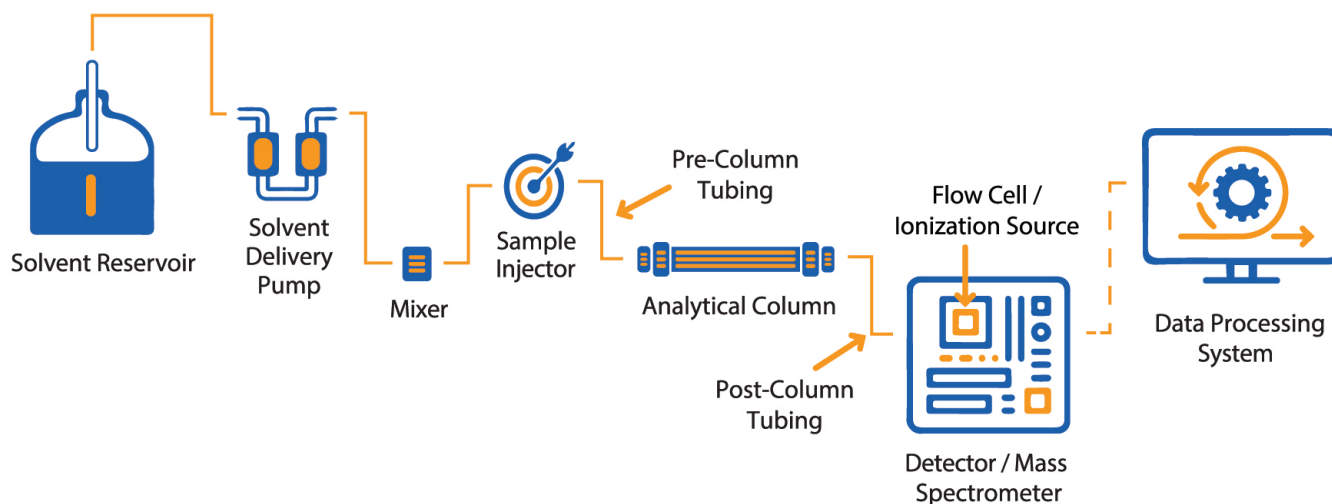 Solvent Reservoir
Solvent
Delivery
Pump
Mixer
Sample
Injector
Pre-Column
Tubing
Analytical Column
Post-Column
Tubing
Flow Cell /
Ionization Source
Detector / Mass
Spectrometer
Data Processing
System